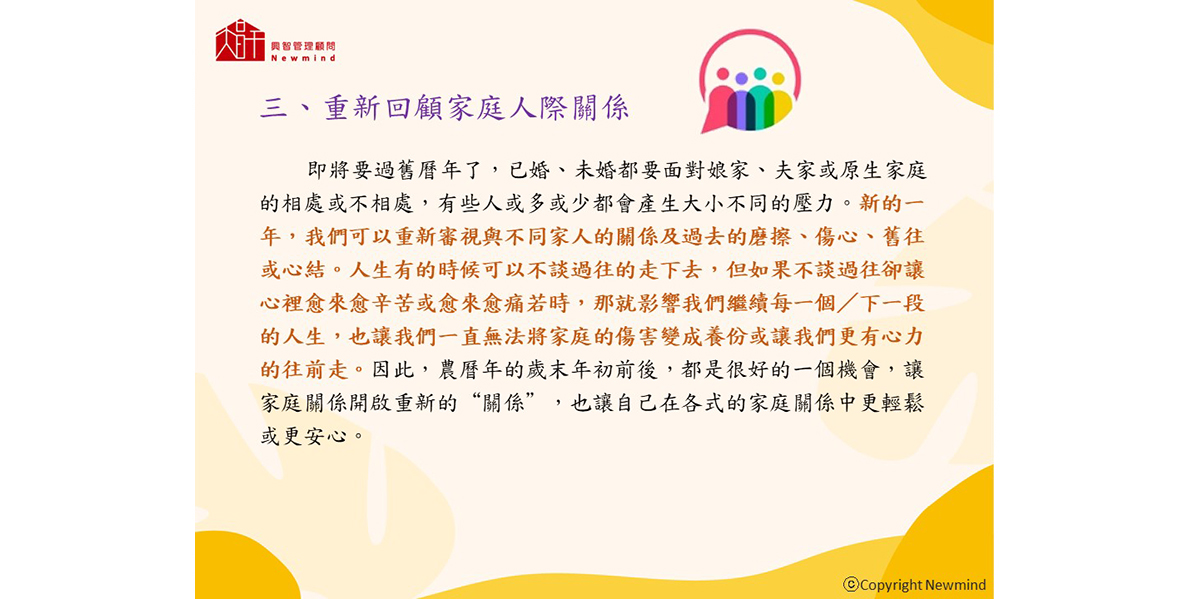 興智管理顧問
Newmind
三、重新回顧家庭人際關係
即將要過舊曆年了，已婚、未婚都要面對娘家、夫家或原生家庭
的相處或不相處，有些人或多或少都會產生大小不同的壓力。新的一
年，我們可以重新審視與不同家人的關係及過去的磨擦、傷心、舊往
或心結。人生有的時候可以不談過往的走下去，但如果不談過往卻讓
心裡愈來愈辛苦或愈來愈痛若時，那就影響我們繼續每一個／下一段
的人生，也讓我們一直無法將家庭的傷害變成養份或讓我們更有心力
的往前走。因此，農曆年的歲末年初前後，都是很好的一個機會，讓
家庭關係開啟重新的“關係”，也讓自己在各式的家庭關係中更輕鬆
或更安心。
ⒸCopyright Newmind